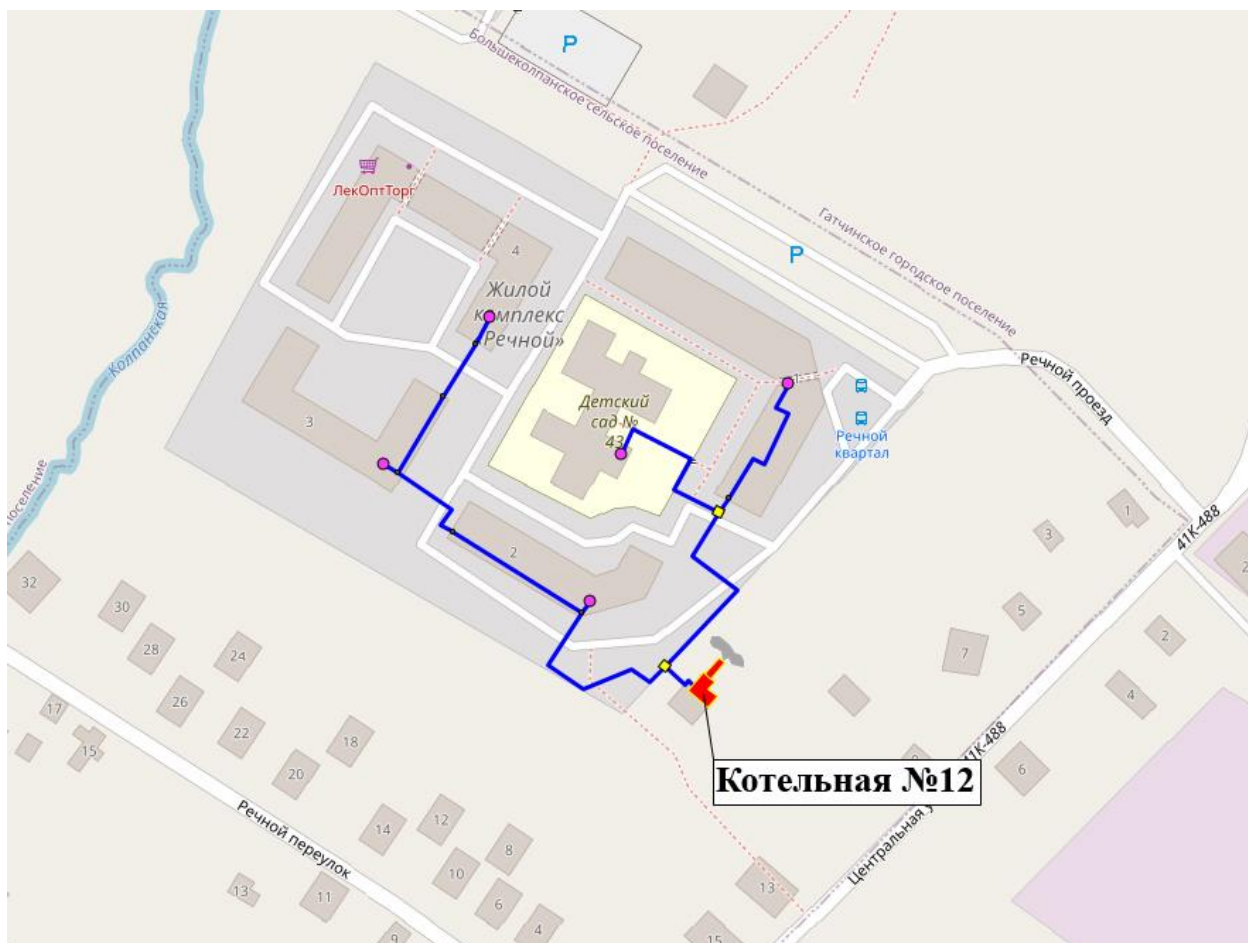 P
Большеколпанское сельское поселение
ЛекОптТорг
4
Гатчинское городское поселение
P
Жилой
комплекс
«Речной»
Колпанская
Речной проезд
1
Детский
сад №
43
Речной
квартал
3
поселение
1
3
41К-488
2
32
30
28
24
26
22
18
20
17
15
5
2
7
4
6
41К-488
Котельная №12
Центральная у
Речной переулок
14
12
8
10
6
4
13
11
9
13
15